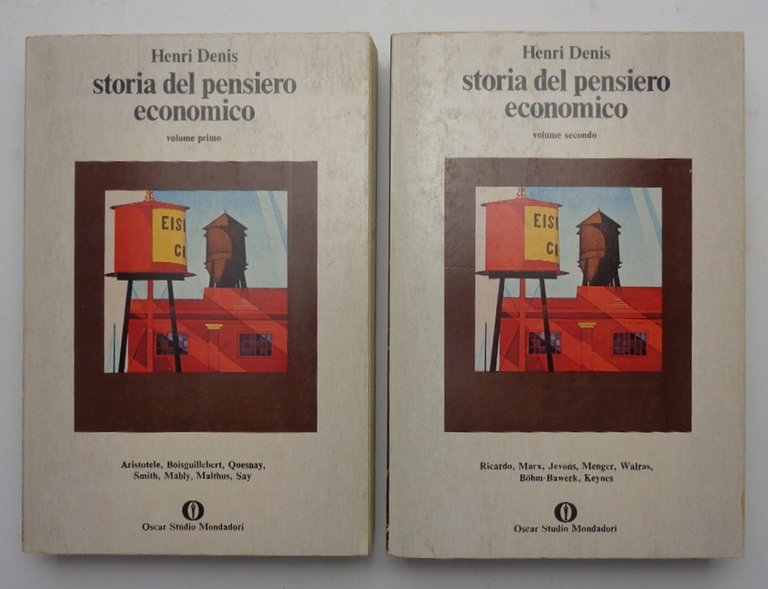 Henri Denis
storia del pensiero
economico
volume primo
EIS
CI
Aristotele, Boisguillebert, Quesnay,
Smith, Mably, Malthus, Say
Oscar Studio Mondadori
Henri Denis
storia del pensiero
economico
volume secondo
EIS
CI
Ricardo, Marx, Jevons, Menger, Walras,
Böhm-Bawerk, Keynes
Oscar Studio Mondadori